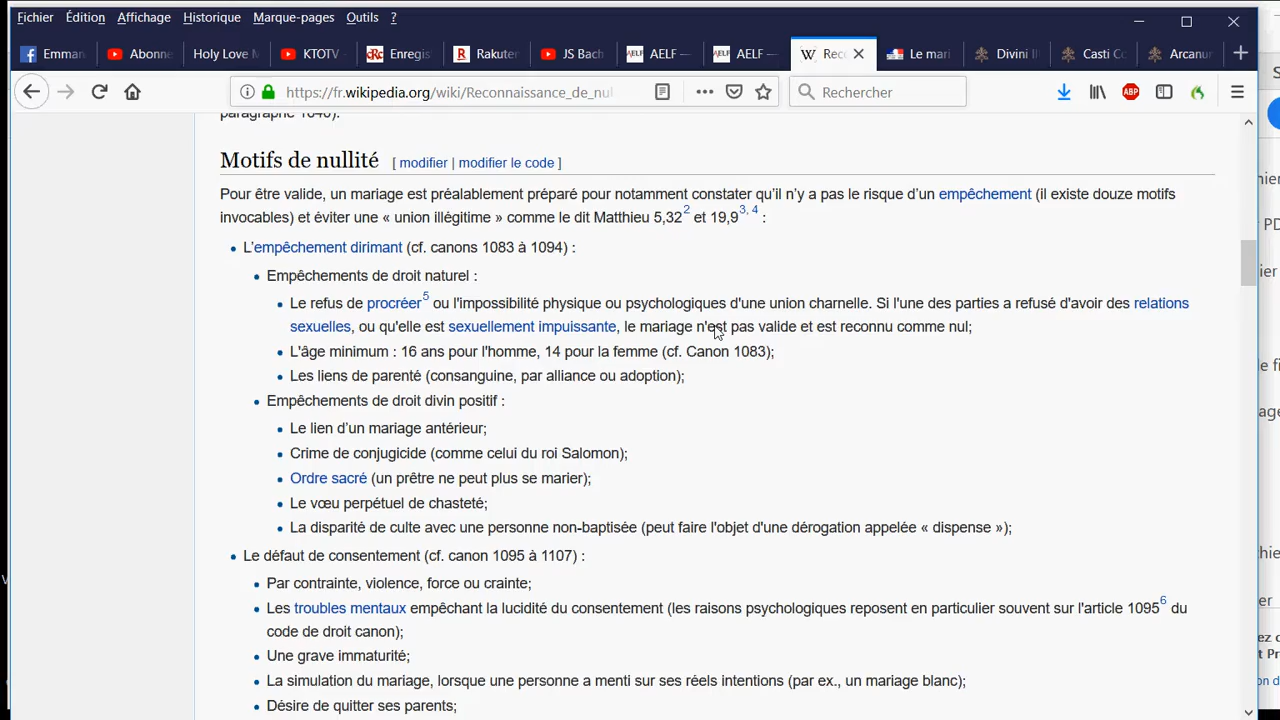 Fichier Édition Affichage Historique Marque-pages Outils ?
Emman Abonne Holy Love M KTOTV Enregis Rakuter JS Bach AELF — AELF — Reco Le mari Divini Il Casti Co Arcanur
https://fr.wikipedia.org/wiki/Reconnaissance_de_nul Rechercher ABP
paragraphe 1640).
Motifs de nullité [ modifier | modifier le code ]
Pour être valide, un mariage est préalablement préparé pour notamment constater qu'il n'y a pas le risque d'un empêchement (il existe douze motifs
invocables) et éviter une « union illégitime » comme le dit Matthieu 5,32 2 et 19,9 3, 4 :
• L'empêchement dirimant (cf. canons 1083 à 1094) :
• Empêchements de droit naturel :
• Le refus de procréer 5 ou l'impossibilité physique ou psychologiques d'une union charnelle. Si l'une des parties a refusé d'avoir des relations
sexuelles, ou qu'elle est sexuellement impuissante, le mariage n'est pas valide et est reconnu comme nul;
• L'âge minimum : 16 ans pour l'homme, 14 pour la femme (cf. Canon 1083);
• Les liens de parenté (consanguine, par alliance ou adoption);
• Empêchements de droit divin positif :
• Le lien d'un mariage antérieur;
• Crime de conjugicide (comme celui du roi Salomon);
• Ordre sacré (un prêtre ne peut plus se marier);
• Le vœu perpétuel de chasteté;
• La disparité de culte avec une personne non-baptisée (peut faire l'objet d'une dérogation appelée « dispense »);
• Le défaut de consentement (cf. canon 1095 à 1107) :
• Par contrainte, violence, force ou crainte;
• Les troubles mentaux empêchant la lucidité du consentement (les raisons psychologiques reposent en particulier souvent sur l'article 1095 6 du
code de droit canon);
• Une grave immaturité;
• La simulation du mariage, lorsque une personne a menti sur ses réels intentions (par ex., un mariage blanc);
• Désire de quitter ses parents;